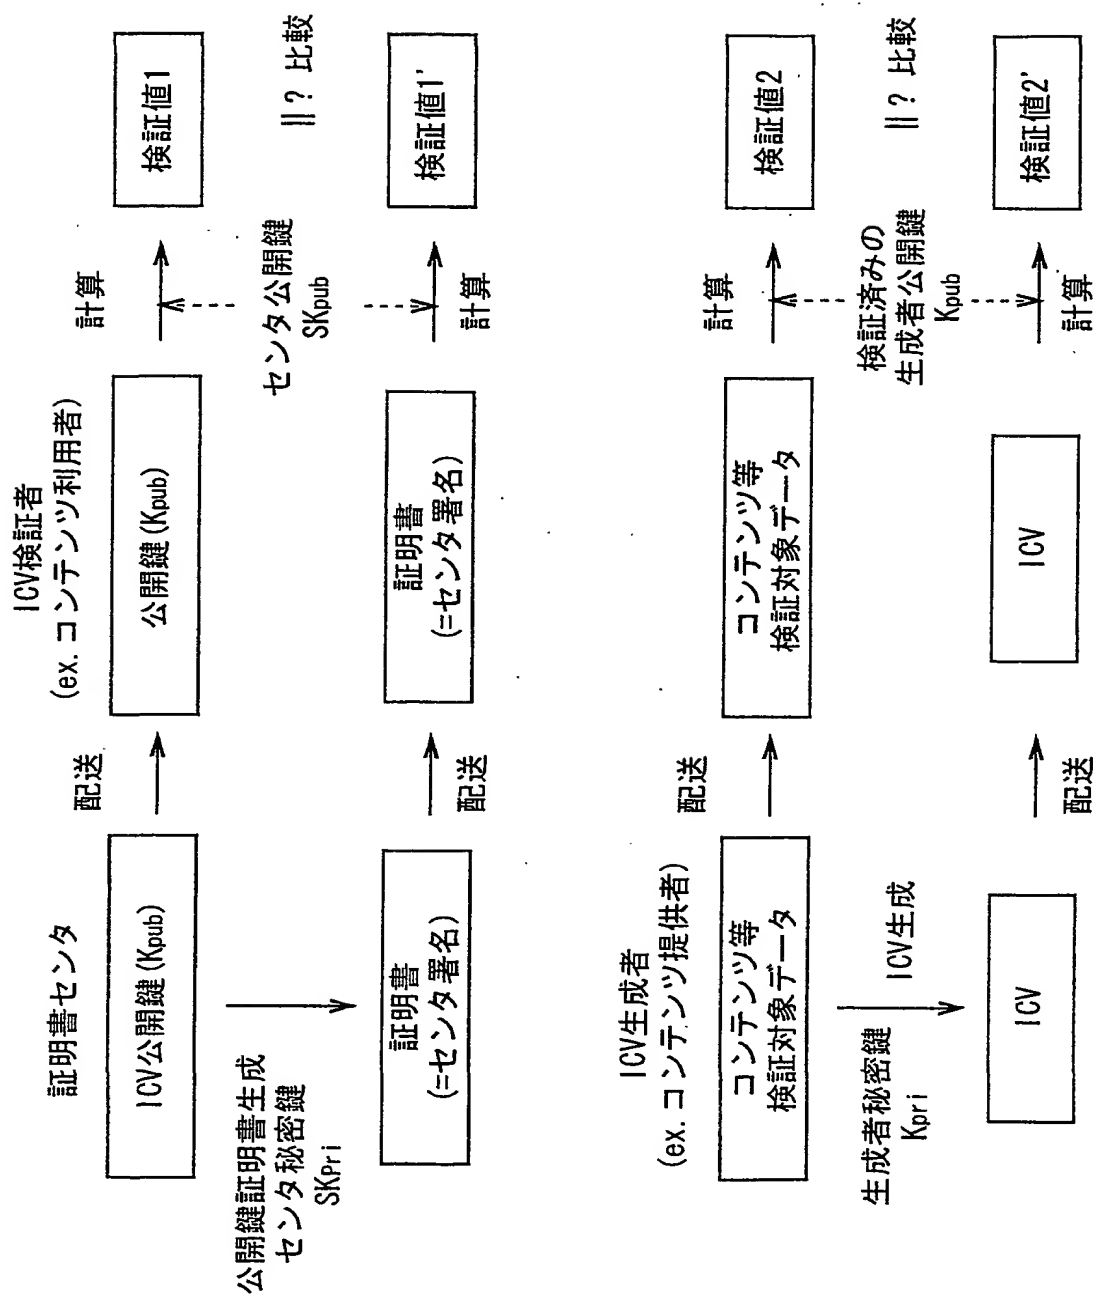 証明書センタ
ICV公開鍵(Kpub)
公開鍵証明書生成
センタ秘密鍵
SKPri
証明書
(=センタ署名)
配送
配送
ICV検証者
(ex. コンテンツ利用者)
公開鍵(Kpub)
証明書
(=センタ署名)
計算
センタ公開鍵
SKpub
計算
検証値1
||? 比較
検証値1'
ICV生成者
(ex. コンテンツ提供者)
コンテンツ等
検証対象データ
生成者秘密鍵
Kpri
ICV生成
ICV
配送
配送
コンテンツ等
検証対象データ
ICV
計算
検証済みの
生成者公開鍵
Kpub
計算
検証値2
||? 比較
検証値2'